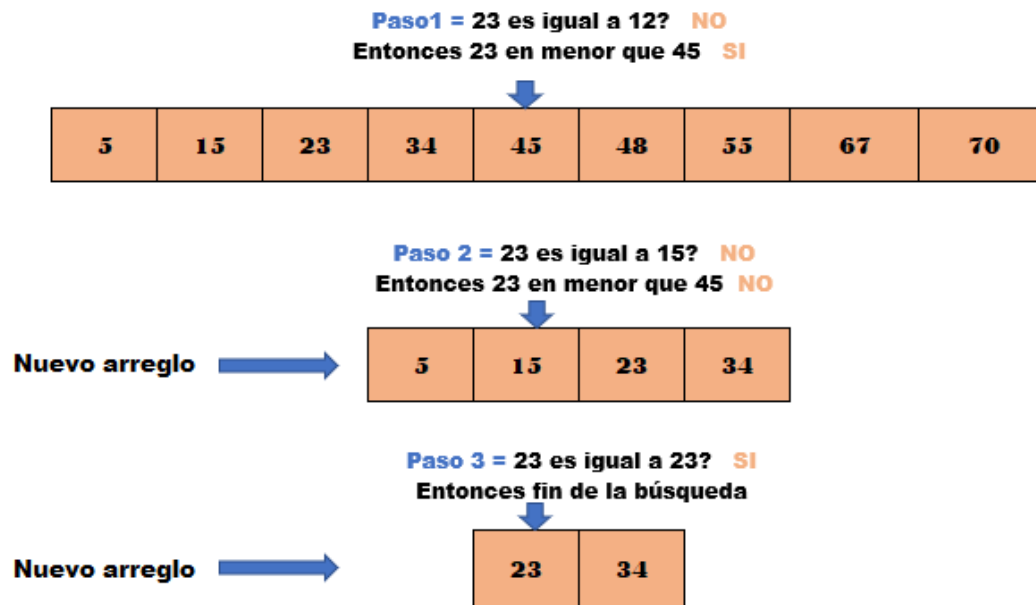 Paso1 = 23 es igual a 12? NO
Entonces 23 en menor que 45 SI
5 15 23 34 45 48 55 67 70
Paso 2 = 23 es igual a 15? NO
Entonces 23 en menor que 45 NO
Nuevo arreglo 5 15 23 34
Paso 3 = 23 es igual a 23? SI
Entonces fin de la búsqueda
Nuevo arreglo 23 34